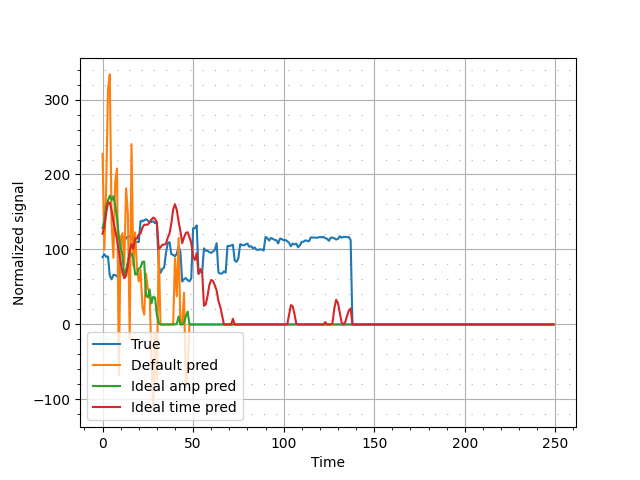 Normalized signal
300
200
100
0
−100
True
Default pred
Ideal amp pred
Ideal time pred
0
50
100
150
200
250
Time